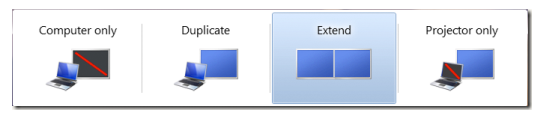 Computer only
Duplicate
Extend
Projector only